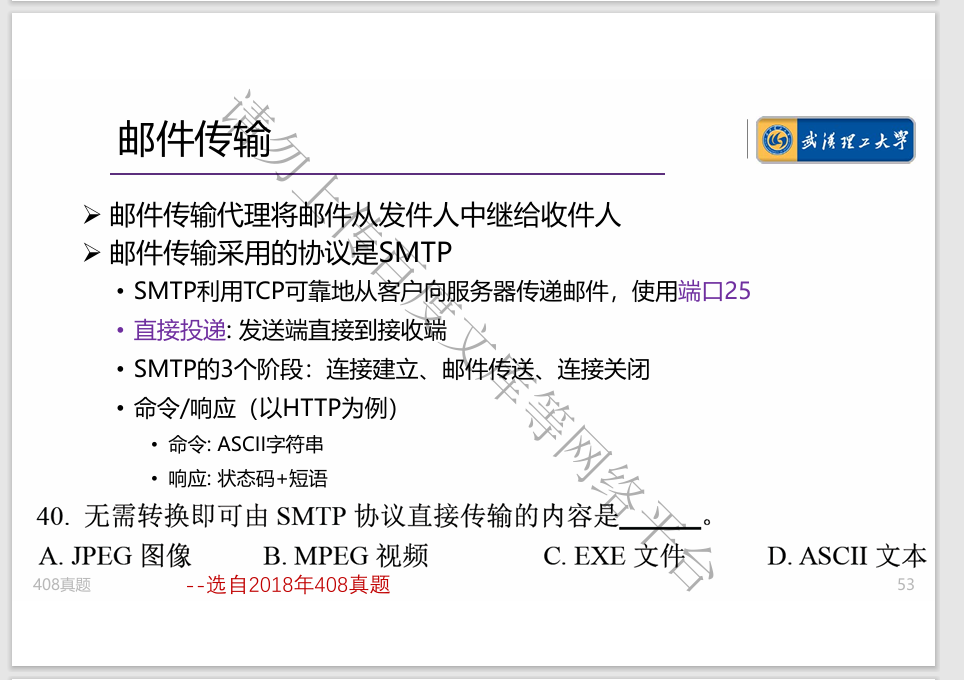 邮件传输
武汉理工大学
➢ 邮件传输代理将邮件从发件人中继给收件人
➢ 邮件传输采用的协议是SMTP
• SMTP利用TCP可靠地从客户向服务器传递邮件，使用端口25
• 直接投递: 发送端直接到接收端
• SMTP的3个阶段：连接建立、邮件传送、连接关闭
• 命令/响应（以HTTP为例）
• 命令: ASCII字符串
• 响应: 状态码+短语
40. 无需转换即可由 SMTP 协议直接传输的内容是______。
A. JPEG 图像 B. MPEG 视频 C. EXE 文件 D. ASCII 文本
408真题 --选自2018年408真题 53
请勿上传百度文库等网络平台